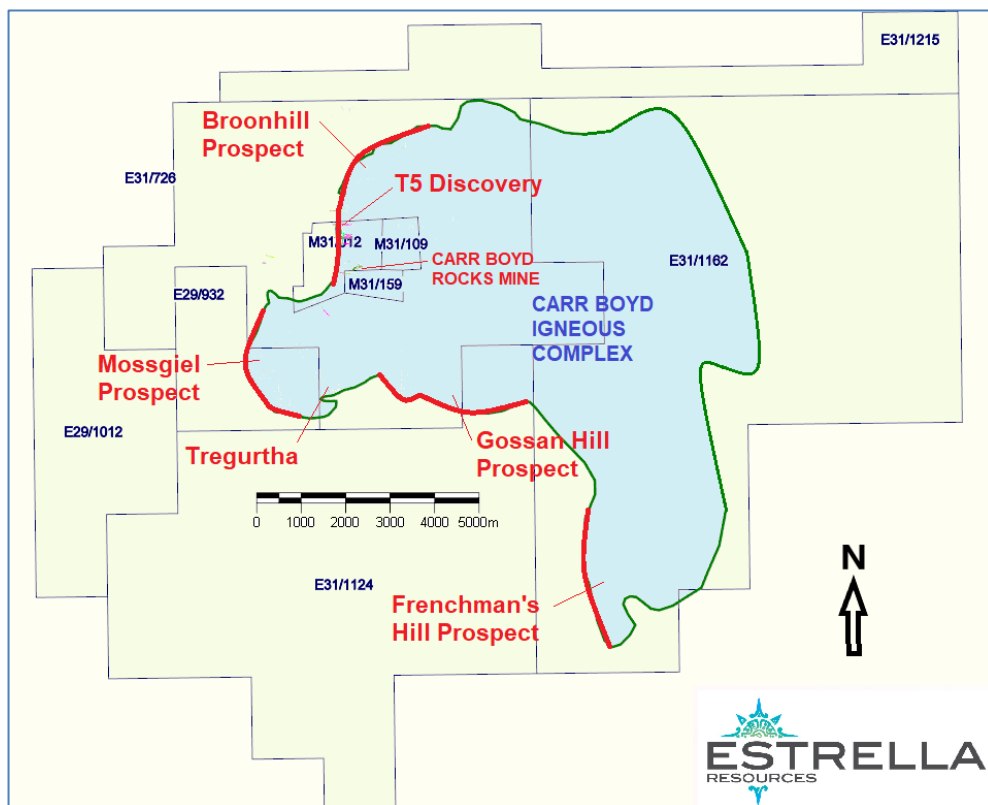 E31/1215
Broonhill
Prospect
E31/726
T5 Discovery
M31/012
M31/109
CARR BOYD
ROCKS MINE
E31/1162
M31/159
E29/932
CARR BOYD
IGNEOUS
COMPLEX
Mossgiel
Prospect
E29/1012
Tregurtha
Gossan Hill
Prospect
0 1000 2000 3000 4000 5000m
E31/1124
N
Frenchman's
Hill Prospect
ESTRELLA
RESOURCES